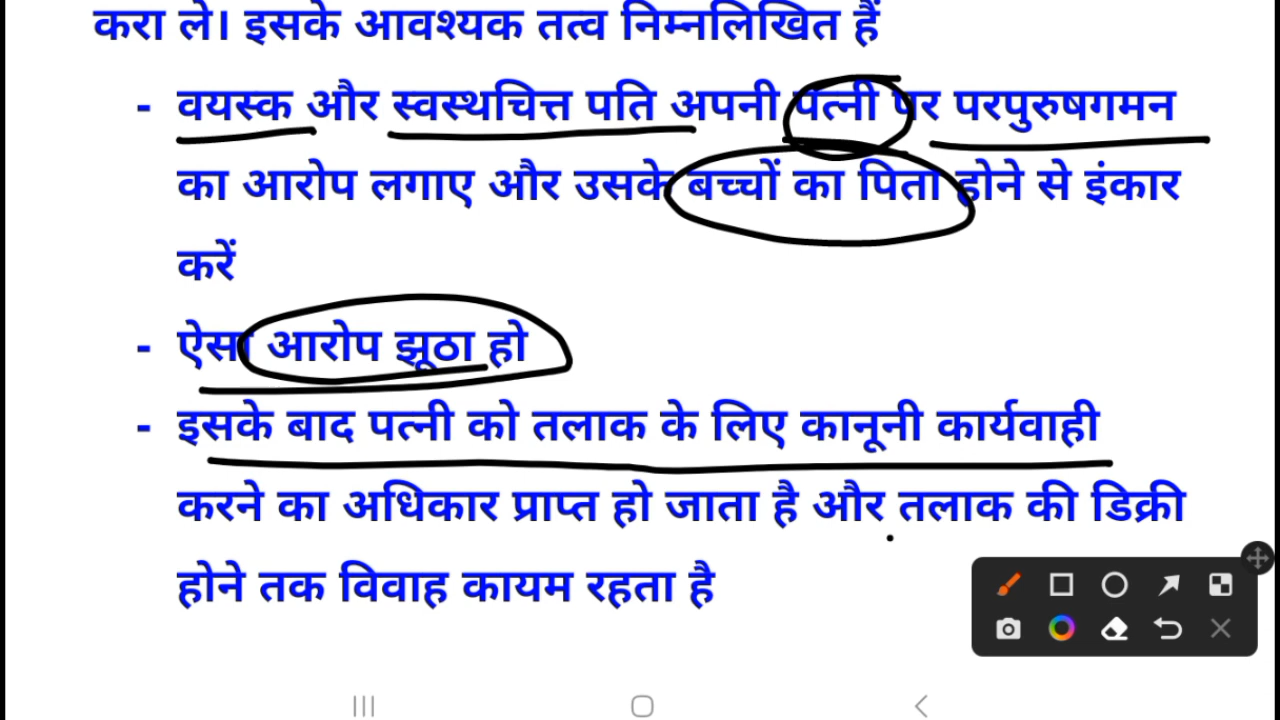 करा ले। इसके आवश्यक तत्व निम्नलिखित हैं
- वयस्क और स्वस्थचित्त पति अपनी पत्नी पर परपुरुषगमन
का आरोप लगाए और उसके बच्चों का पिता होने से इंकार
करें
- ऐसा आरोप झूठा हो
- इसके बाद पत्नी को तलाक के लिए कानूनी कार्यवाही
करने का अधिकार प्राप्त हो जाता है और तलाक की डिक्री
होने तक विवाह कायम रहता है